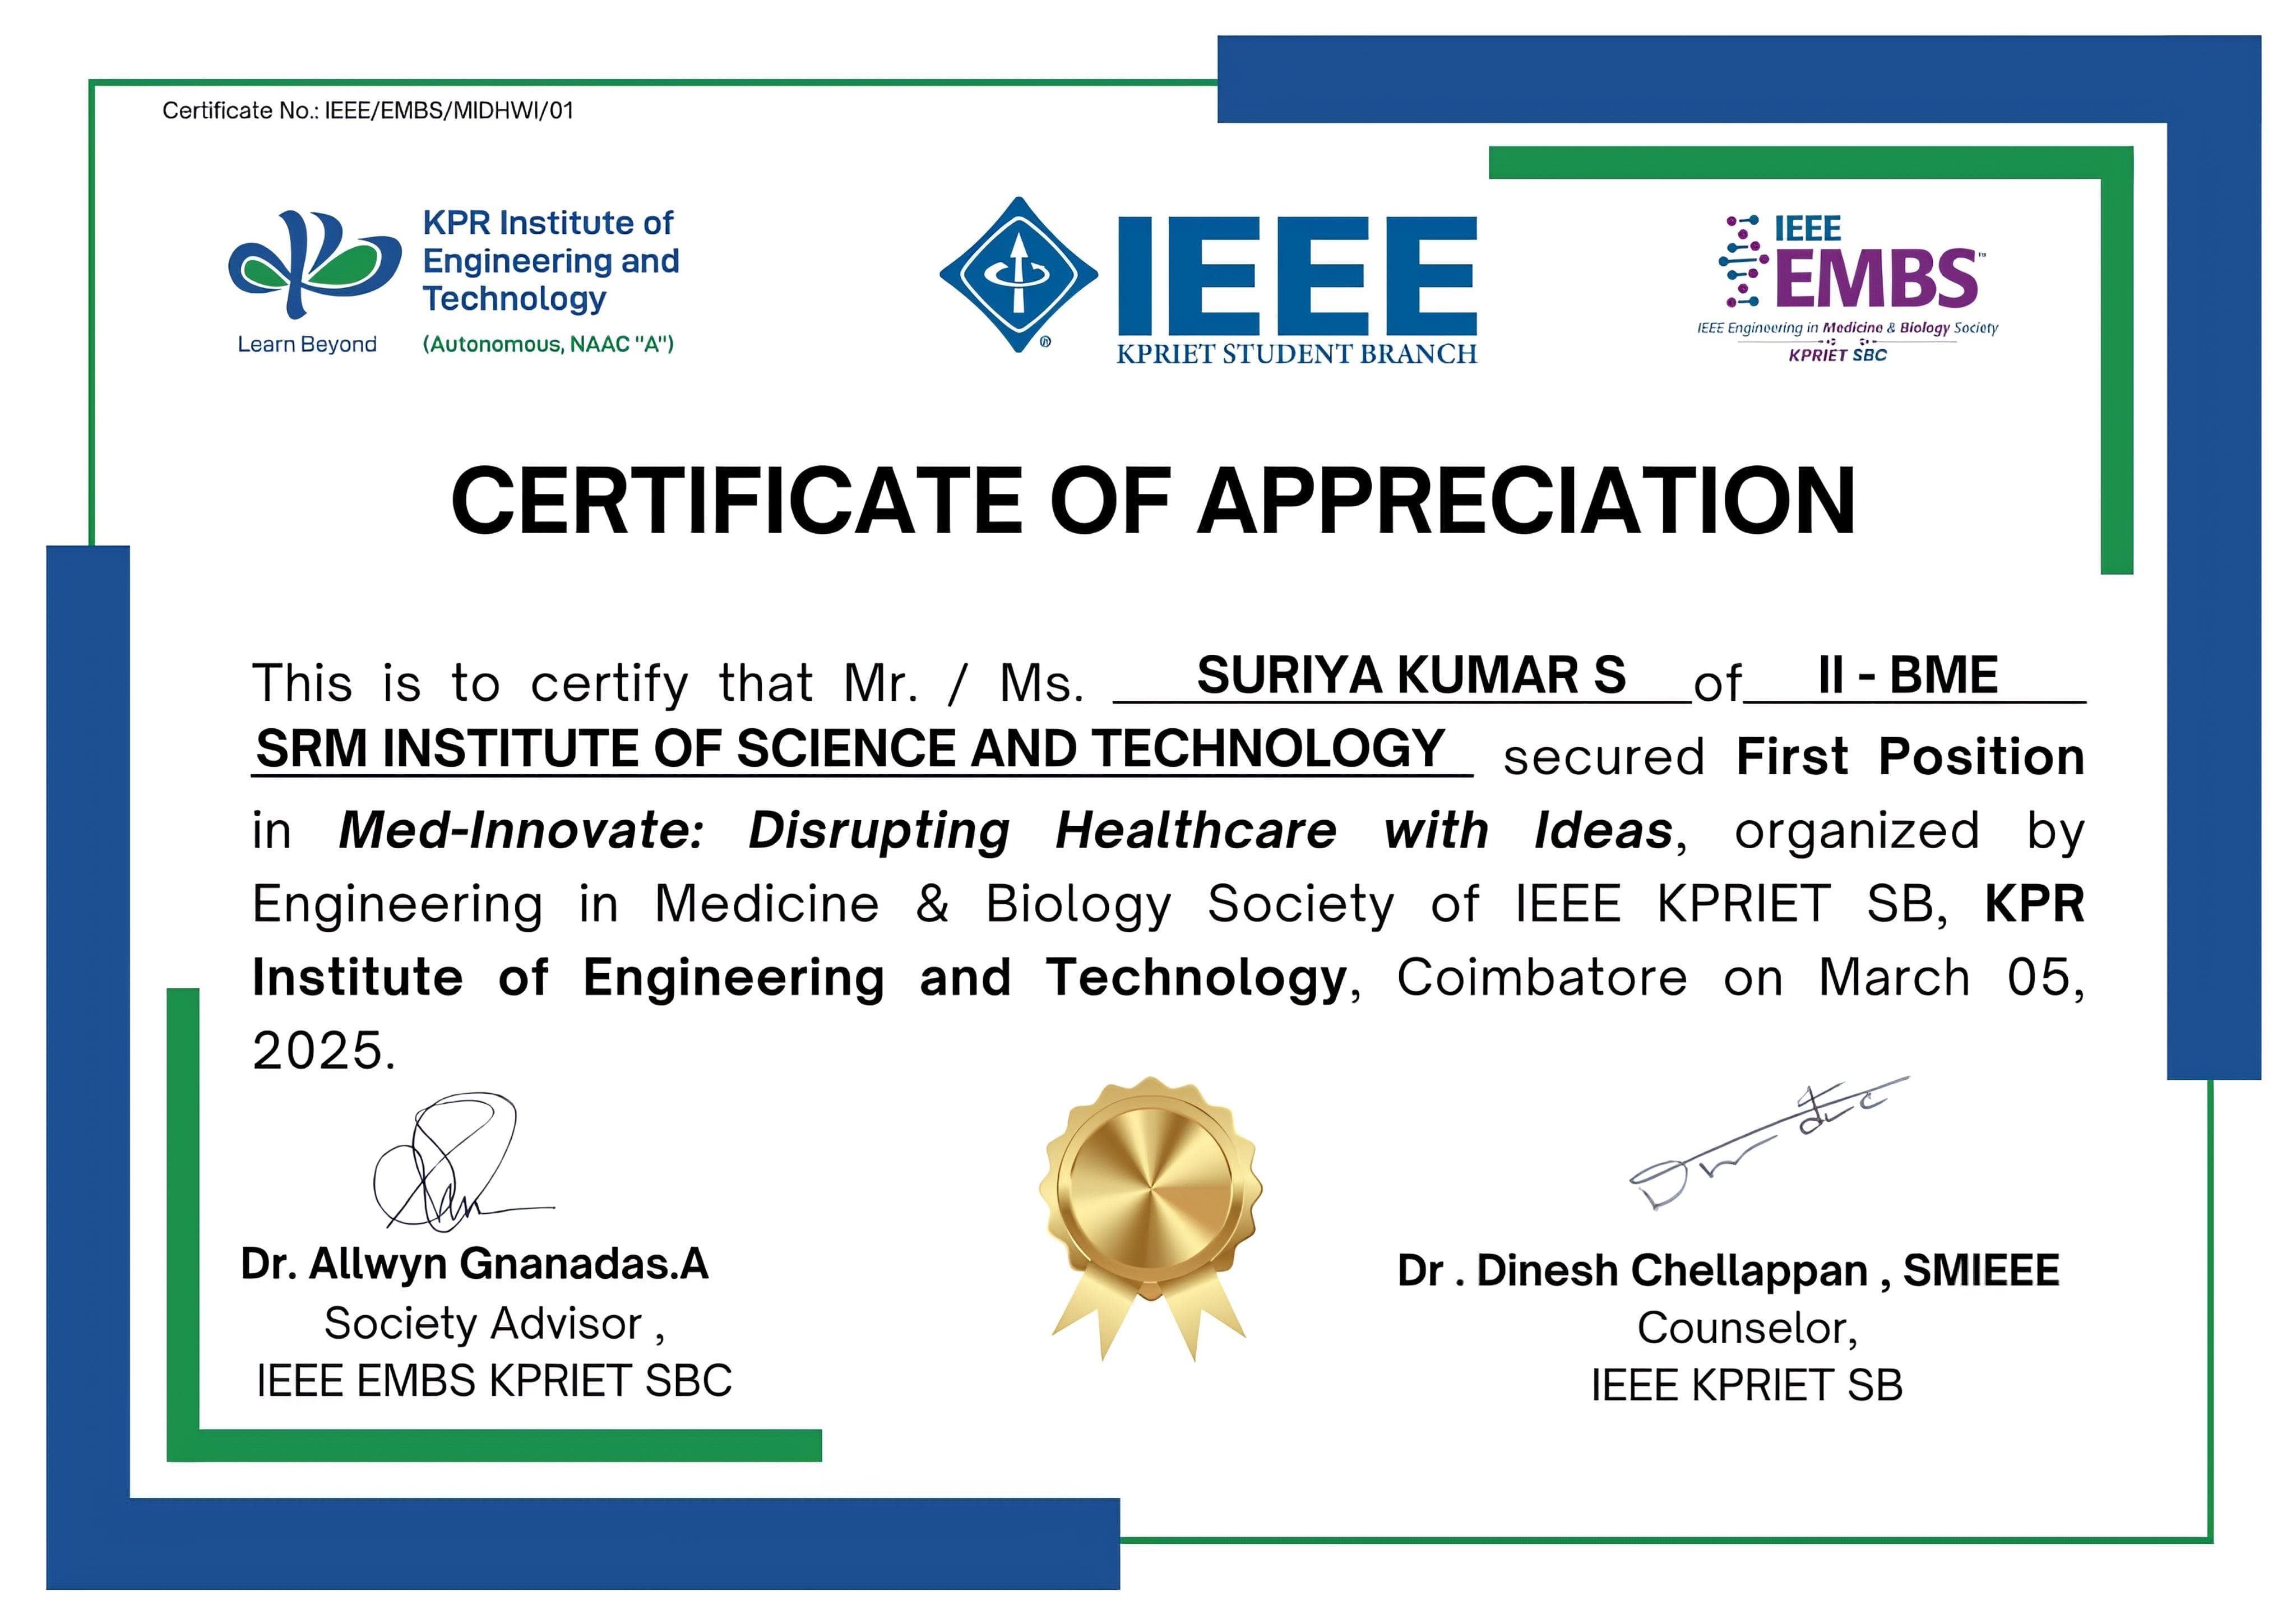 Certificate No.: IEEE/EMBS/MIDHWI/01
KPR Institute of
Engineering and
Technology
Learn Beyond
(Autonomous, NAAC "A")
IEEE
®
KPRIET STUDENT BRANCH
IEEE
EMBS™
IEEE Engineering in Medicine & Biology Society
KPRIET SBC
CERTIFICATE OF APPRECIATION
This is to certify that Mr. / Ms. SURIYA KUMAR S of II - BME
SRM INSTITUTE OF SCIENCE AND TECHNOLOGY secured First Position
in Med-Innovate: Disrupting Healthcare with Ideas, organized by
Engineering in Medicine & Biology Society of IEEE KPRIET SB, KPR
Institute of Engineering and Technology, Coimbatore on March 05,
2025.
Dr. Allwyn Gnanadas.A
Society Advisor ,
IEEE EMBS KPRIET SBC
Dr . Dinesh Chellappan , SMIEEE
Counselor,
IEEE KPRIET SB